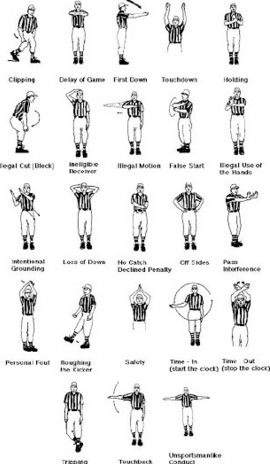 Clipping
Delay of Game
First Down
Touchdown
Holding
llegal Cut (Block)
Ineligible
Receiver
Illegal Motion
False Start
Illegal Use of
the Hands
Intentional
Grounding
Loss of Down
No Catch
Declined Penalty
Off Sides
Pass
Interference
Personal Foul
Roughing
the Kicker
Safety
Time - In
(start the clock)
Time Out
(stop the clock)
Tripping
Touchback
Unsportsmanlike
Conduct